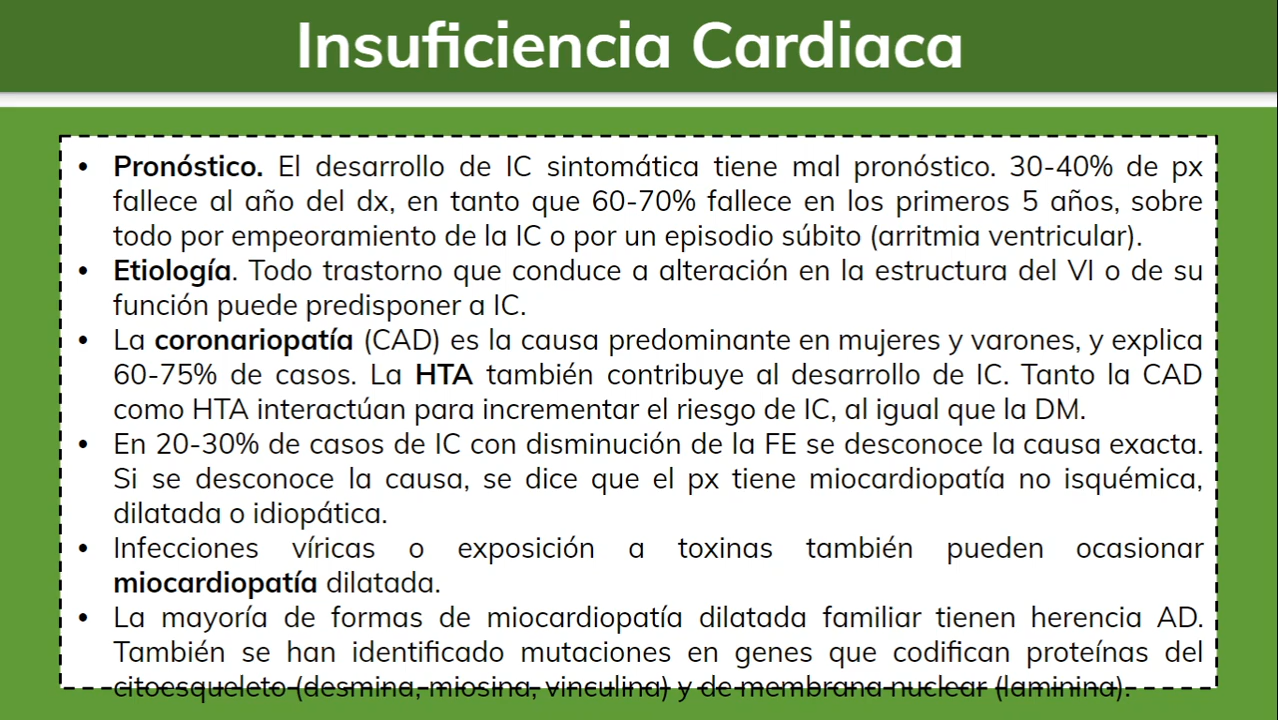 Insuficiencia Cardiaca
• Pronóstico. El desarrollo de IC sintomática tiene mal pronóstico. 30-40% de px
fallece al año del dx, en tanto que 60-70% fallece en los primeros 5 años, sobre
todo por empeoramiento de la IC o por un episodio súbito (arritmia ventricular).
• Etiología. Todo trastorno que conduce a alteración en la estructura del VI o de su
función puede predisponer a IC.
• La coronariopatía (CAD) es la causa predominante en mujeres y varones, y explica
60-75% de casos. La HTA también contribuye al desarrollo de IC. Tanto la CAD
como HTA interactúan para incrementar el riesgo de IC, al igual que la DM.
• En 20-30% de casos de IC con disminución de la FE se desconoce la causa exacta.
Si se desconoce la causa, se dice que el px tiene miocardiopatía no isquémica,
dilatada o idiopática.
• Infecciones víricas o exposición a toxinas también pueden ocasionar
miocardiopatía dilatada.
• La mayoría de formas de miocardiopatía dilatada familiar tienen herencia AD.
También se han identificado mutaciones en genes que codifican proteínas del
citoesqueleto (desmina, miosina, vinculina) y de membrana nuclear (laminina).